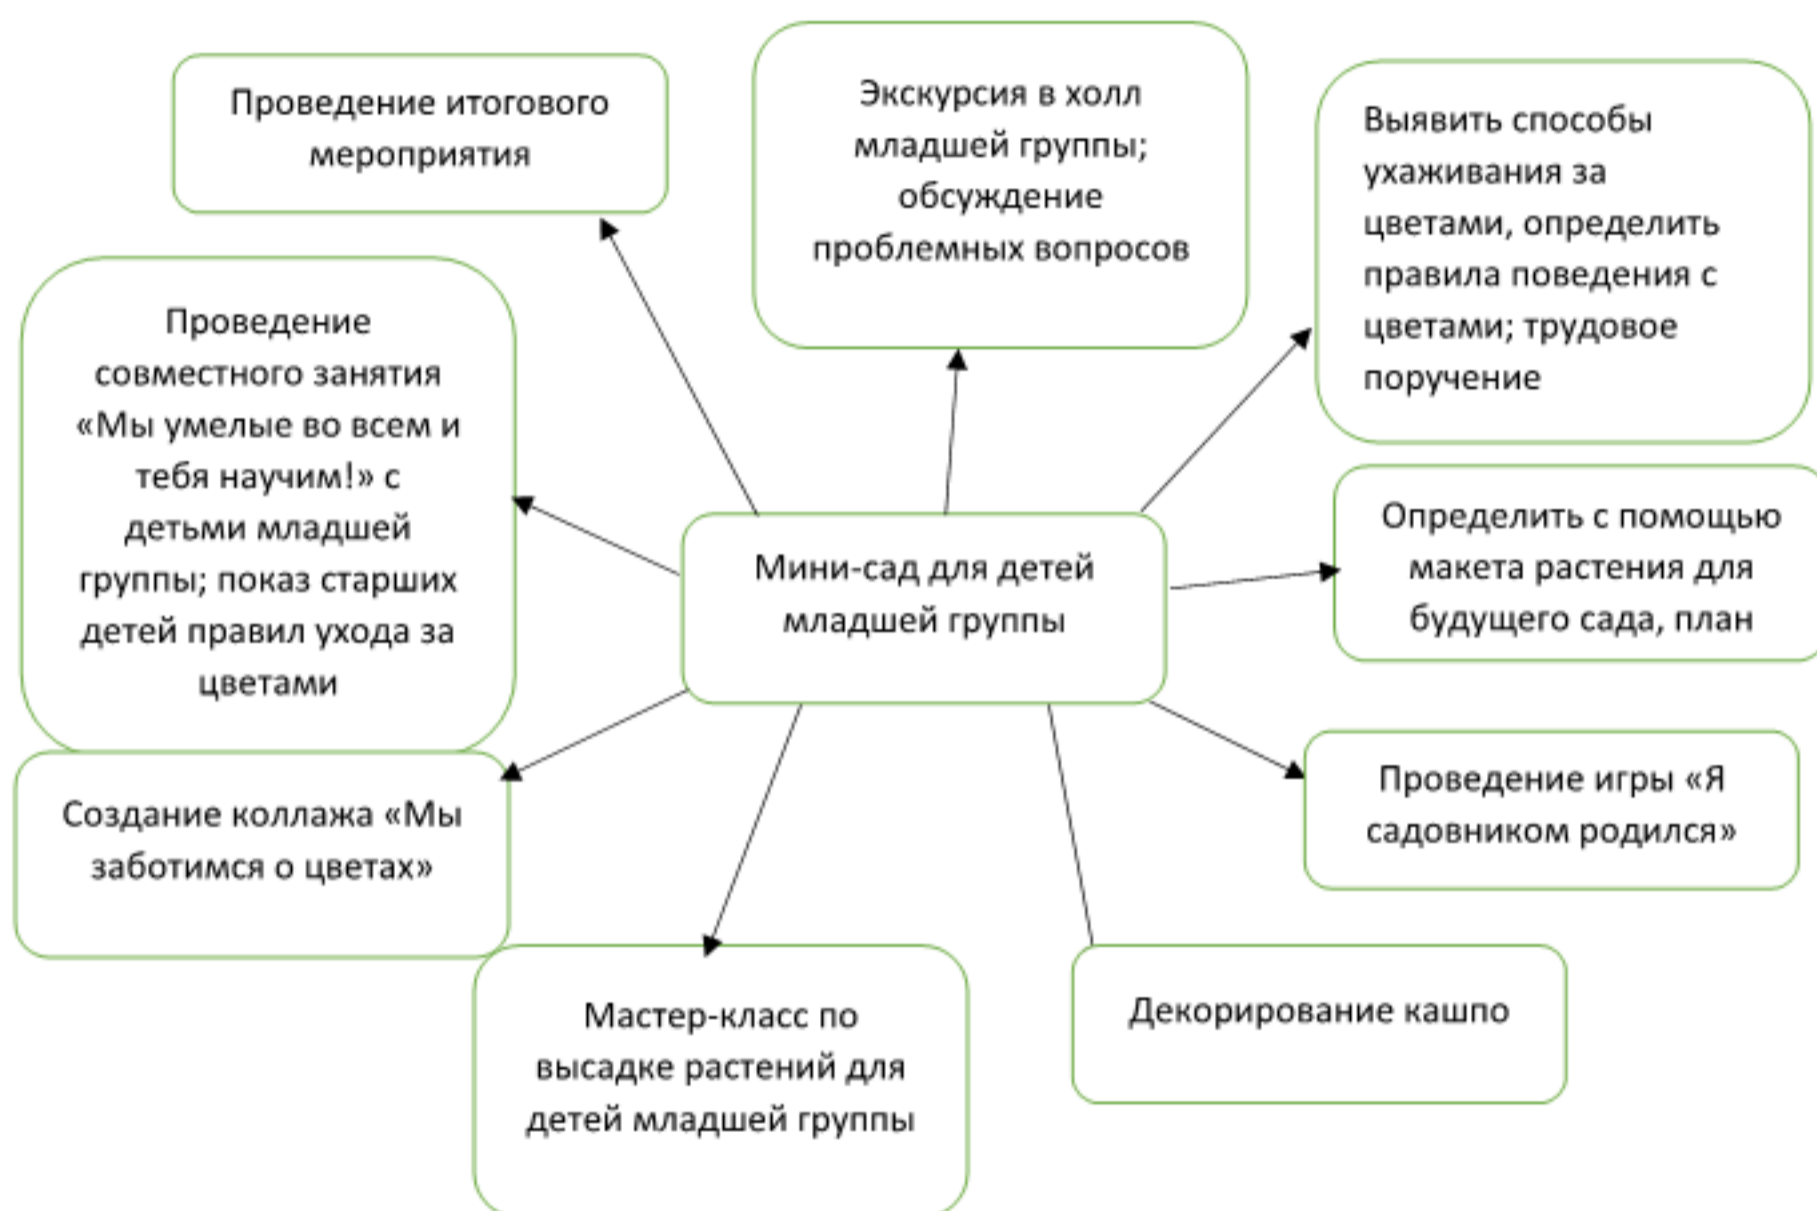 Проведение итогового
мероприятия
Экскурсия в холл
младшей группы;
обсуждение
проблемных вопросов
Выявить способы
ухаживания за
цветами, определить
правила поведения с
цветами; трудовое
поручение
Проведение
совместного занятия
«Мы умелые во всем и
тебя научим!» с
детьми младшей
группы; показ старших
детей правил ухода за
цветами
Мини-сад для детей
младшей группы
Определить с помощью
макета растения для
будущего сада, план
Создание коллажа «Мы
заботимся о цветах»
Проведение игры «Я
садовником родился»
Мастер-класс по
высадке растений для
детей младшей группы
Декорирование кашпо